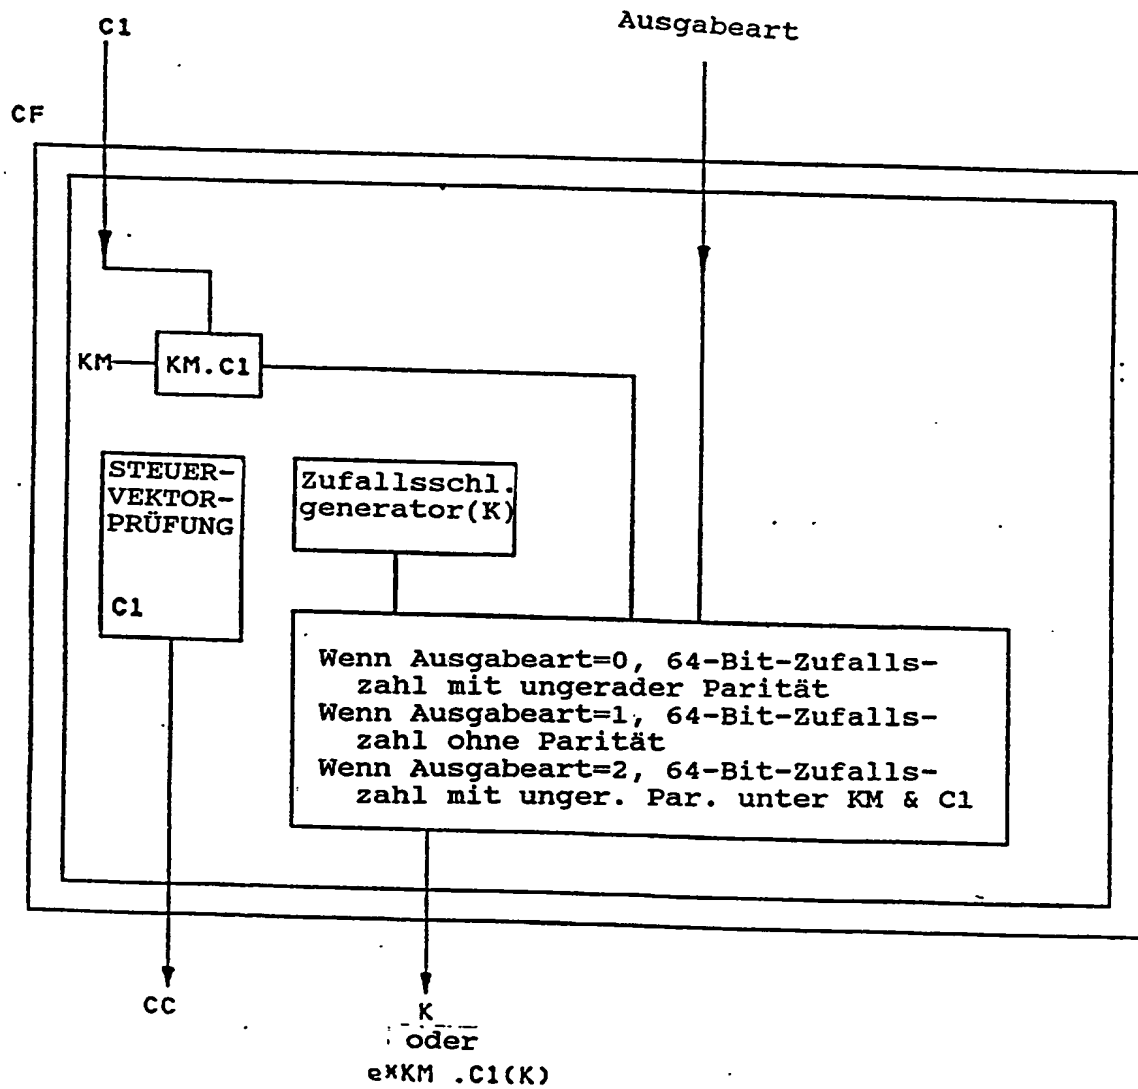 C1
Ausgabeart
CF
KM
KM.C1
STEUER-
VEKTOR-
PRÜFUNG
C1
Zufallsschl.
generator(K)
Wenn Ausgabeart=0, 64-Bit-Zufalls-
zahl mit ungerader Parität
Wenn Ausgabeart=1, 64-Bit-Zufalls-
zahl ohne Parität
Wenn Ausgabeart=2, 64-Bit-Zufalls-
zahl mit unger. Par. unter KM & C1
CC
K
oder
e*KM .C1(K)